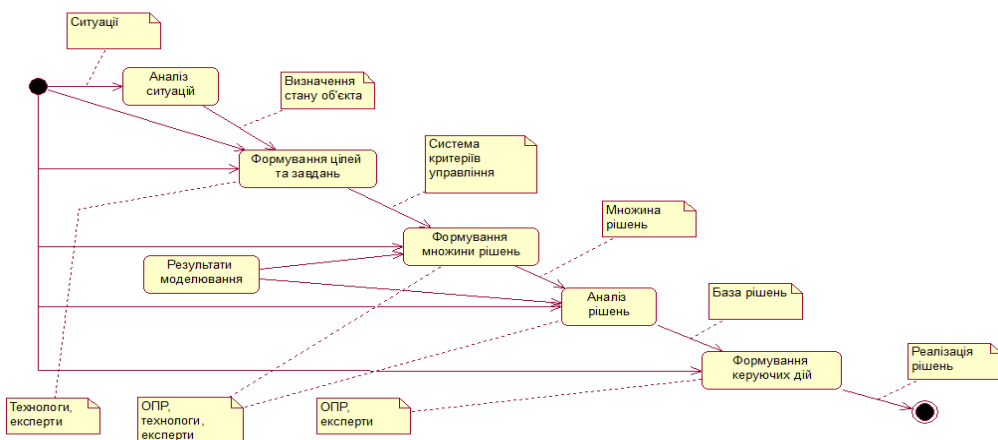 Ситуації
Аналіз
ситуацій
Визначення
стану об'єкта
Система
критеріїв
управління
Формування цілей
та завдань
Множина
рішень
Формування
множини рішень
Результати
моделювання
База рішень
Аналіз
рішень
Реалізація
рішень
Формування
керуючих дій
Технологи,
експерти
ОПР,
технологи,
експерти
ОПР,
експерти